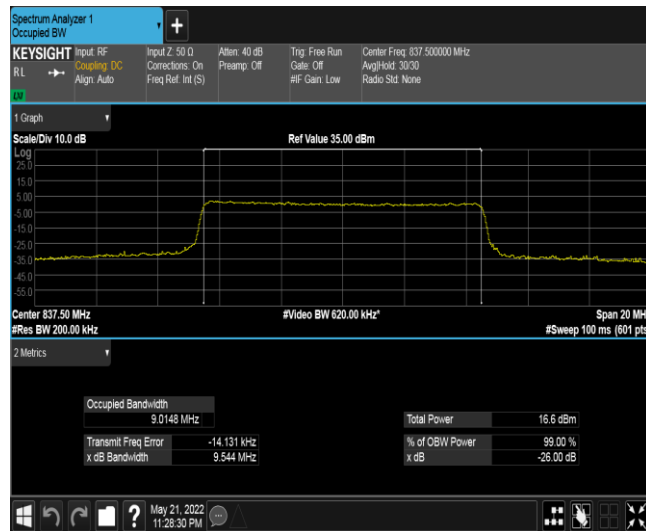 Spectrum Analyzer 1
Occupied BW
+
KEYSIGHT
RL
Input: RF
Coupling: DC
Align: Auto
Input Z: 50 Ω
Corrections: On
Freq Ref: Int (S)
Atten: 40 dB
Preamp: Off
Trig: Free Run
Gate: Off
#IF Gain: Low
Center Freq: 837.500000 MHz
Avg|Hold: 30/30
Radio Std: None
1 Graph
Scale/Div 10.0 dB
Ref Value 35.00 dBm
Log
25.0
15.0
5.00
-5.00
-15.0
-25.0
-35.0
-45.0
-55.0
Center 837.50 MHz
#Video BW 620.00 kHz*
Span 20 MH
#Res BW 200.00 kHz
#Sweep 100 ms (601 pts
2 Metrics
Occupied Bandwidth
9.0148 MHz
Transmit Freq Error -14.131 kHz
x dB Bandwidth 9.544 MHz
Total Power 16.6 dBm
% of OBW Power 99.00 %
x dB -26.00 dB
?
May 21, 2022
11:28:30 PM